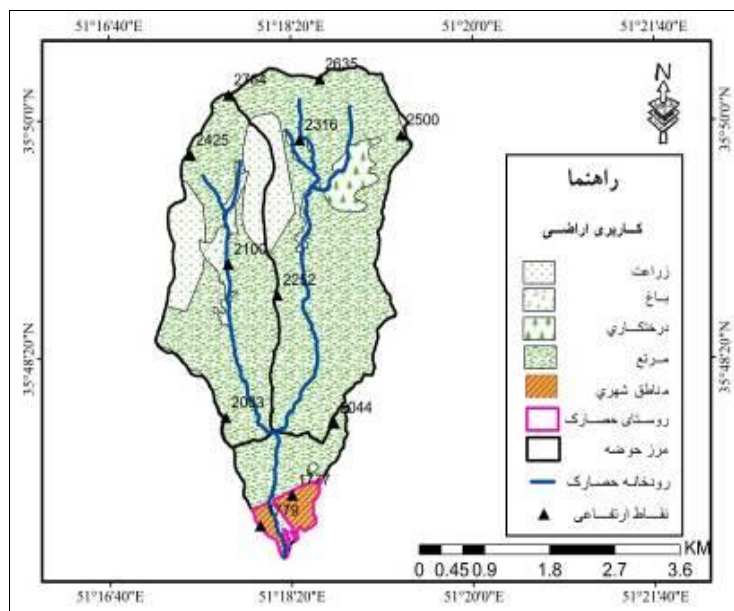 51°16'40"E 51°18'20"E 51°20'0"E 51°21'40"E
35°50'0"N
35°50'0"N
35°48'20"N
35°48'20"N
N
2764
2635
2500
2425
2316
2100
2252
راهنما
کاربری اراضی
زراعت
باغ
درختکاری
مرتع
مناطق شهری
روستای حصارک
مرز حوضه
رودخانه حصارک
نقاط ارتفاعی
KM
0 0.45 0.9 1.8 2.7 3.6
51°16'40"E 51°18'20"E 51°20'0"E 51°21'40"E